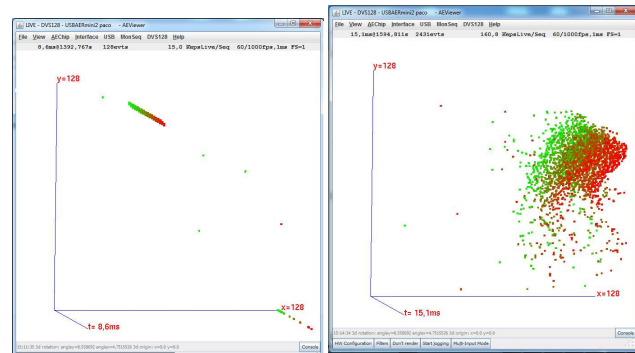 LIVE - DVS128 - USBAERmini2 paco - AEViewer
File View AEChip Interface USB MonSeq DVS128 Help
8,6ms@1392,767s 128evts 15,0 KepsLive/Seq 60/1000fps,1ms FS=1
y=128
x=128
t= 8,6ms
Console
LIVE - DVS128 - USBAERmini2 paco - AEViewer
File View AEChip Interface USB MonSeq DVS128 Help
15,1ms@1594,811s 2431evts 160,8 KepsLive/Seq 60/1000fps,1ms FS=1
y=128
x=128
t= 15,1ms
HW Configuration Filters Don't render Start logging Multi-Input Mode
Console